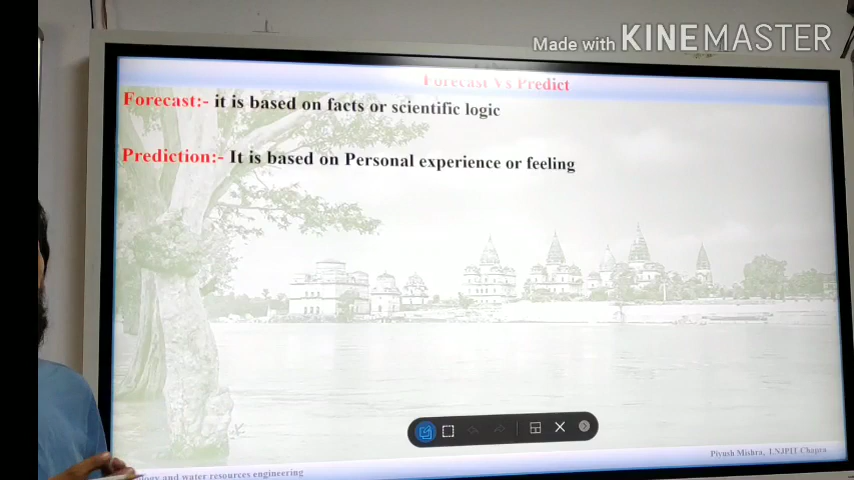 Made with KINEMASTER
Forecast Vs Predict
Forecast:- it is based on facts or scientific logic
Prediction:- It is based on Personal experience or feeling
Piyush Mishra, LNJPIT Chapra
and water resources engineering